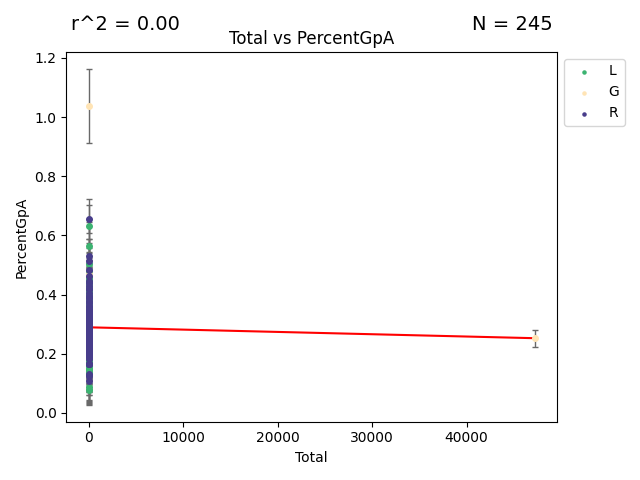 r^2 = 0.00 N = 245
Total vs PercentGpA
L
G
R
PercentGpA
1.2
1.0
0.8
0.6
0.4
0.2
0.0
0 10000 20000 30000 40000
Total